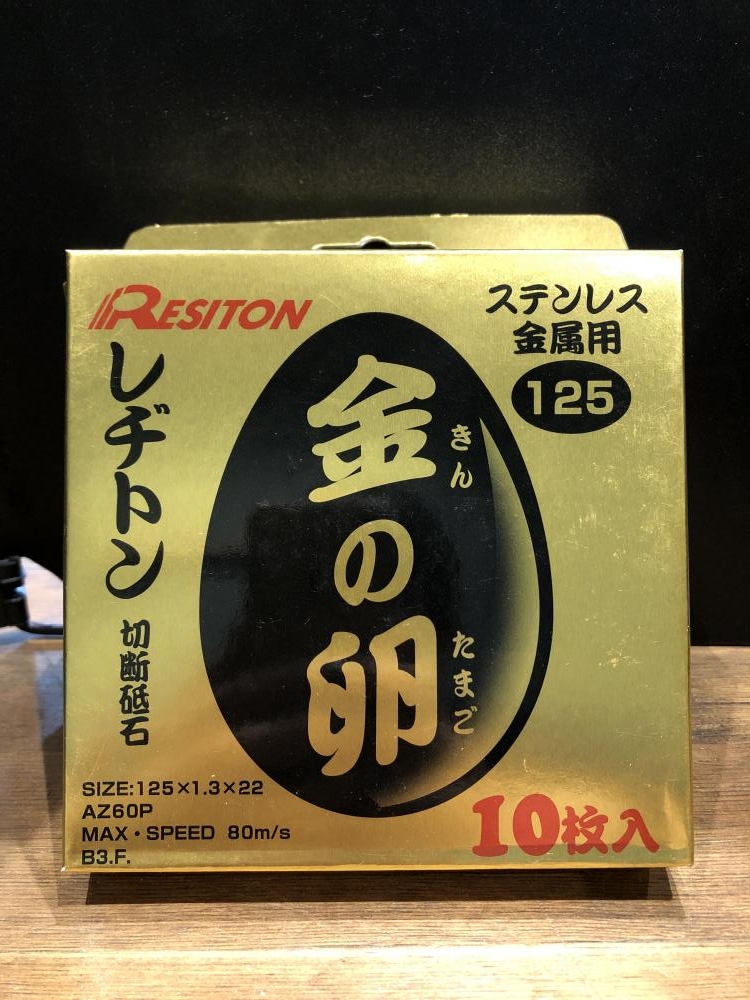 RESITON
レヂトン
切断砥石
金の卵
きん
たまご
ステンレス
金属用
125
SIZE:125×1.3×22
AZ60P
MAX・SPEED 80m/s
B3.F.
10枚入